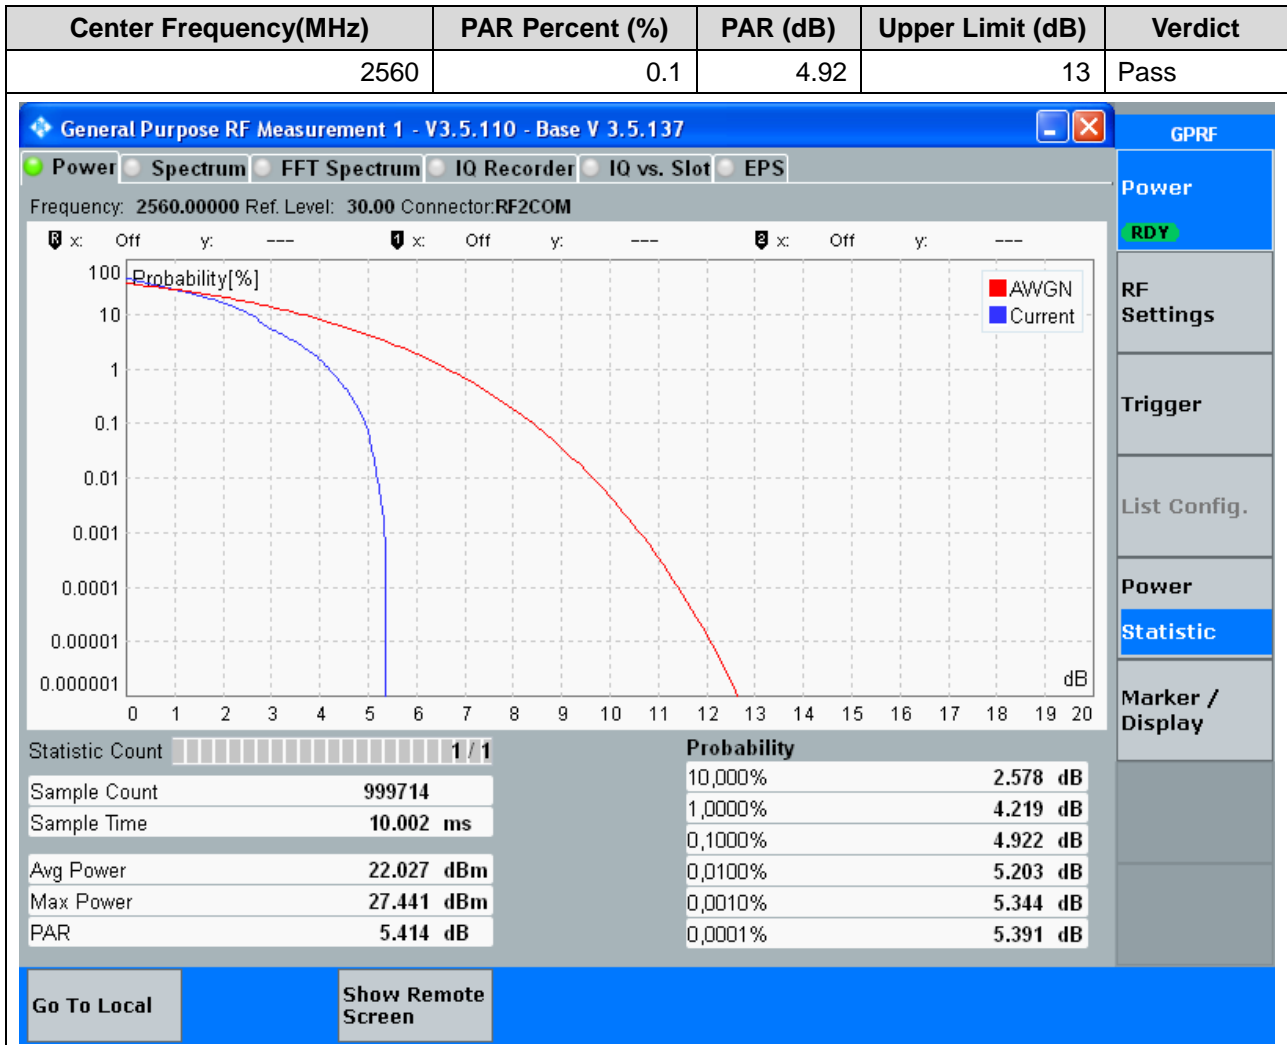 Center Frequency(MHz) PAR Percent (%) PAR (dB) Upper Limit (dB) Verdict
2560 0.1 4.92 13 Pass
General Purpose RF Measurement 1 - V3.5.110 - Base V 3.5.137
GPRF
Power Spectrum FFT Spectrum IQ Recorder IQ vs. Slot EPS
Frequency: 2560.00000 Ref. Level: 30.00 Connector:RF2COM
R x: Off y: --- 1 x: Off y: --- 2 x: Off y: ---
Probability[%]
100
10
1
0.1
0.01
0.001
0.0001
0.00001
0.000001
AWGN
Current
dB
0 1 2 3 4 5 6 7 8 9 10 11 12 13 14 15 16 17 18 19 20
Statistic Count 1 / 1
Sample Count 999714
Sample Time 10.002 ms
Avg Power 22.027 dBm
Max Power 27.441 dBm
PAR 5.414 dB
Probability
10,000% 2.578 dB
1,0000% 4.219 dB
0,1000% 4.922 dB
0,0100% 5.203 dB
0,0010% 5.344 dB
0,0001% 5.391 dB
Power
RDY
RF
Settings
Trigger
List Config.
Power
Statistic
Marker /
Display
Go To Local
Show Remote
Screen